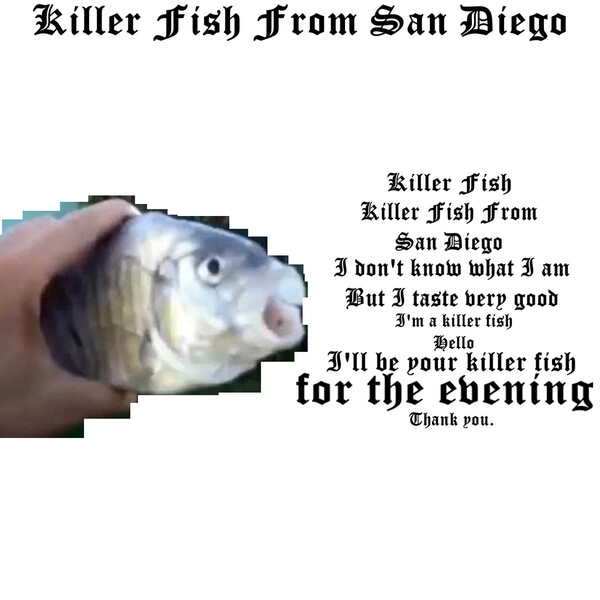 Killer Fish From San Diego
Killer Fish
Killer Fish From
San Diego
I don't know what I am
But I taste very good
I'm a killer fish
Hello
I'll be your killer fish
for the evening
Thank you.